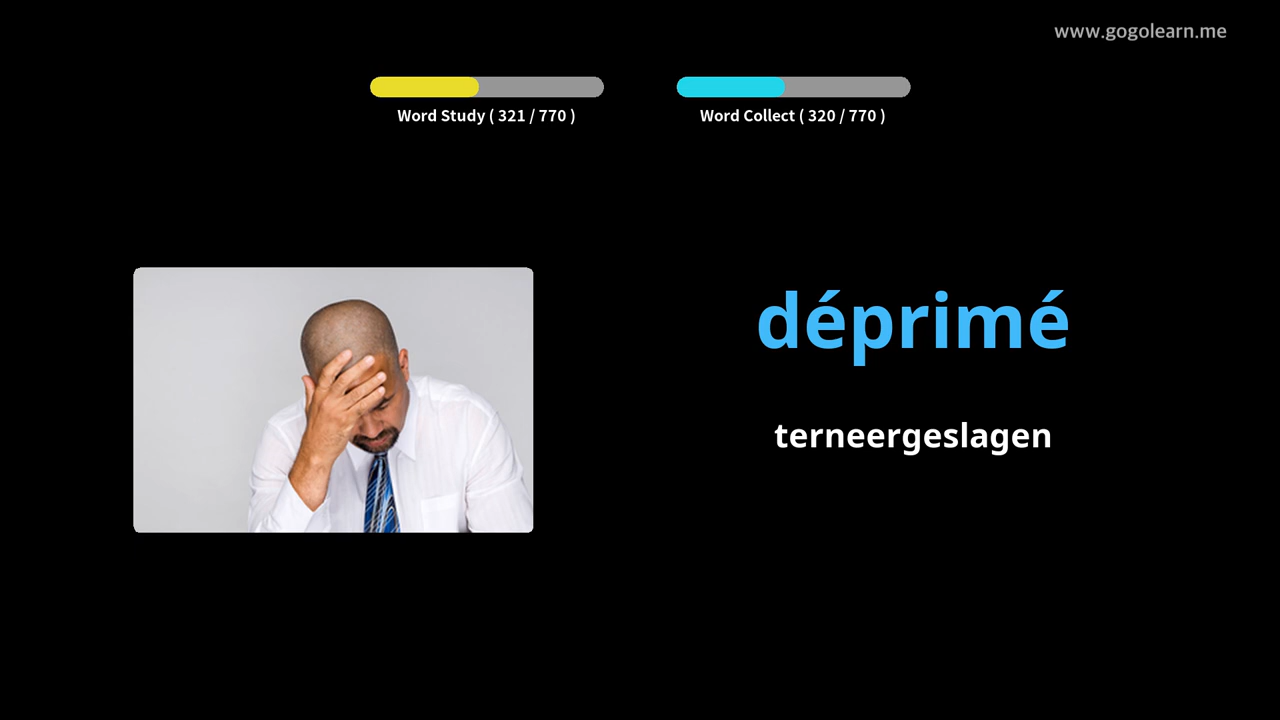 www.gogolearn.me
Word Study ( 321 / 770 )
Word Collect ( 320 / 770 )
déprimé
terneergeslagen